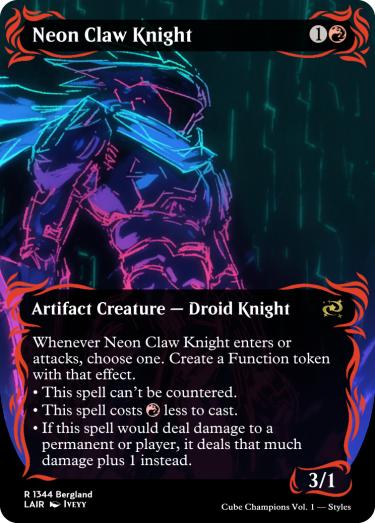 Neon Claw Knight 1
Artifact Creature — Droid Knight
Whenever Neon Claw Knight enters or
attacks, choose one. Create a Function token
with that effect.
• This spell can't be countered.
• This spell costs less to cast.
• If this spell would deal damage to a
permanent or player, it deals that much
damage plus 1 instead.
3/1
R 1344 Bergland
LAIR Iveyy
Cube Champions Vol. 1 — Styles